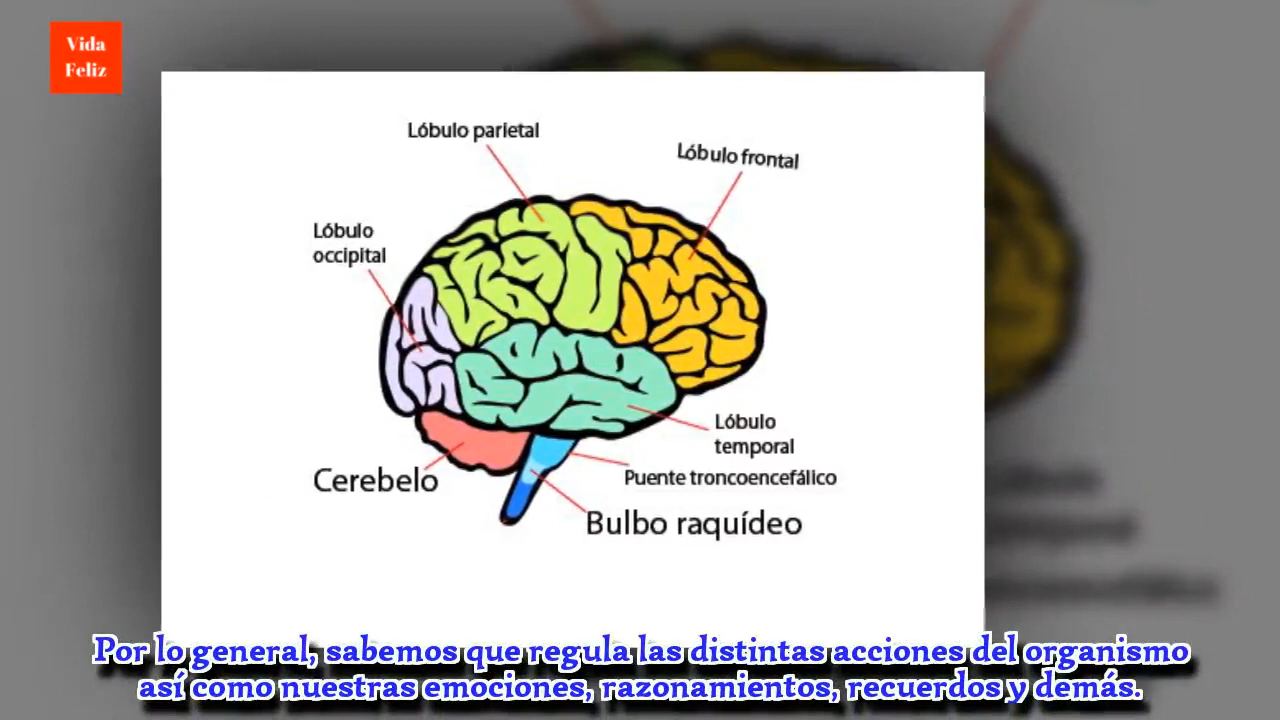 Vida
Feliz
Lóbulo parietal
Lóbulo frontal
Lóbulo
occipital
Lóbulo
temporal
Cerebelo
Puente troncoencefálico
Bulbo raquídeo
Por lo general, sabemos que regula las distintas acciones del organismo
así como nuestras emociones, razonamientos, recuerdos y demás.